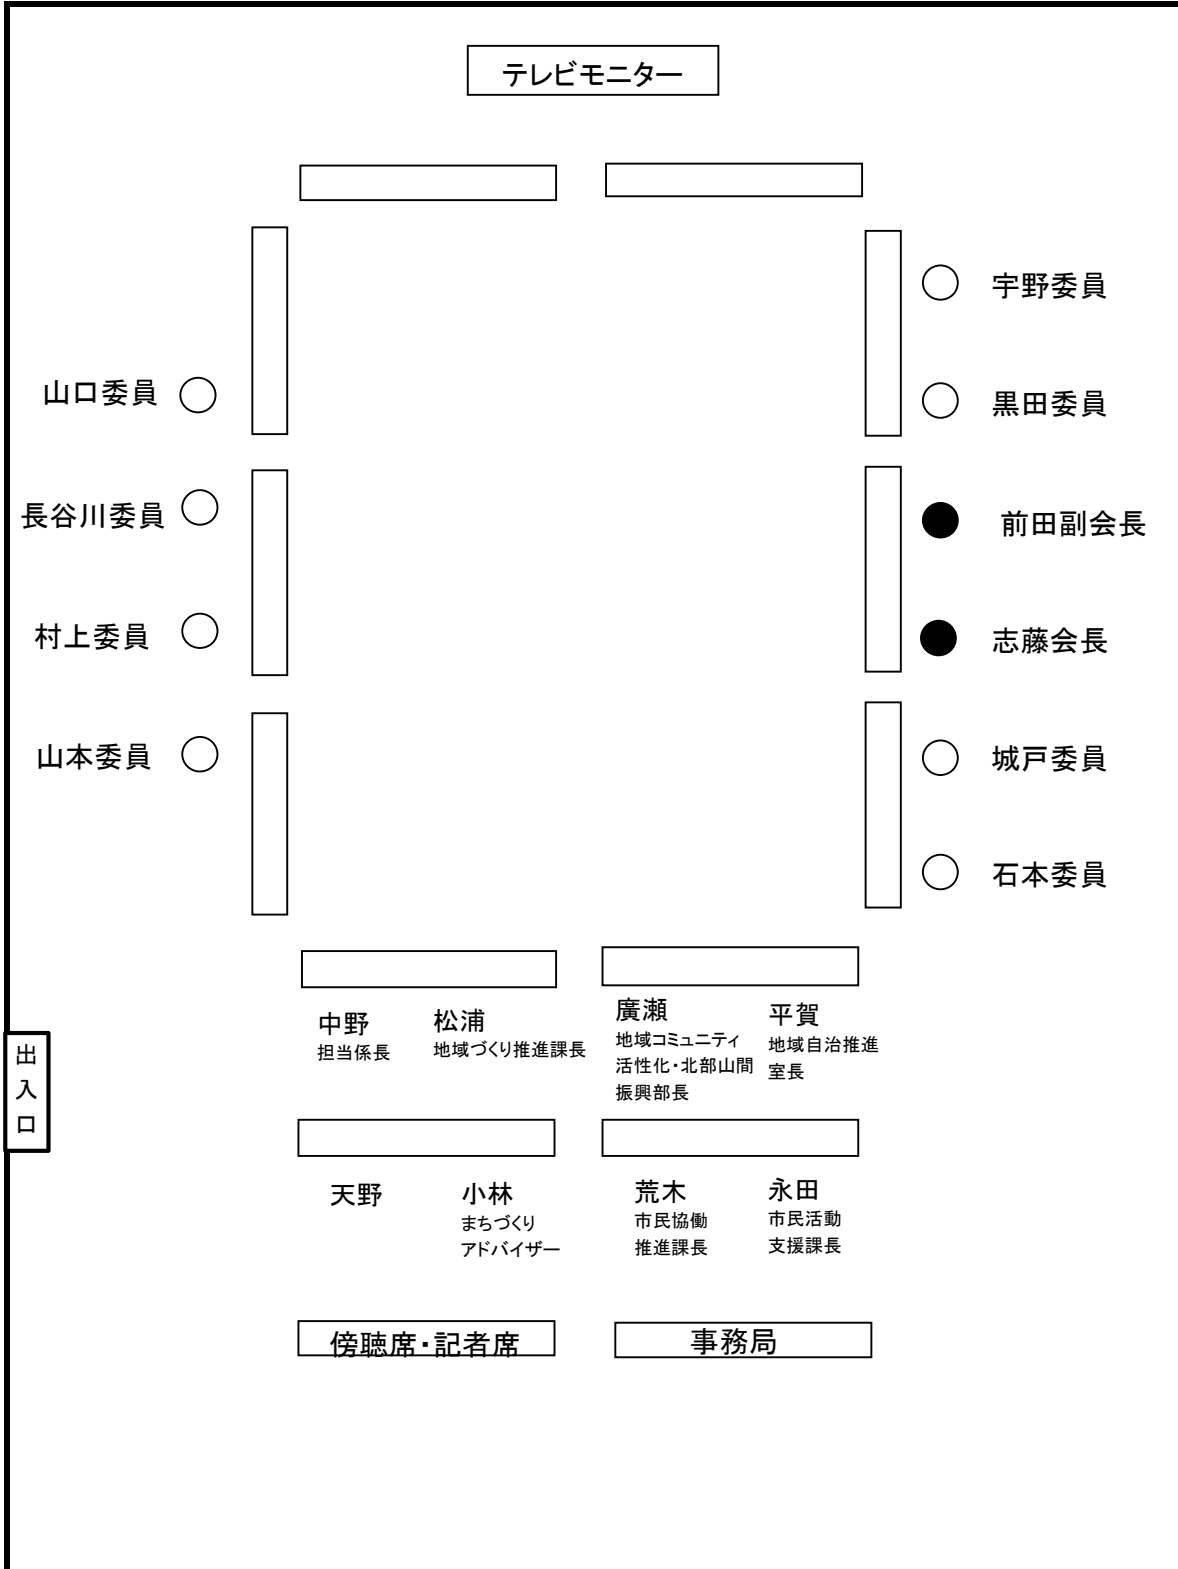 テレビモニター
宇野委員
山口委員
黒田委員
長谷川委員
前田副会長
村上委員
志藤会長
山本委員
城戸委員
石本委員
中野
担当係長
松浦
地域づくり推進課長
廣瀬
地域コミュニティ
活性化・北部山間
振興部長
平賀
地域自治推進
室長
出
入
口
天野
小林
まちづくり
アドバイザー
荒木
市民協働
推進課長
永田
市民活動
支援課長
傍聴席・記者席
事務局